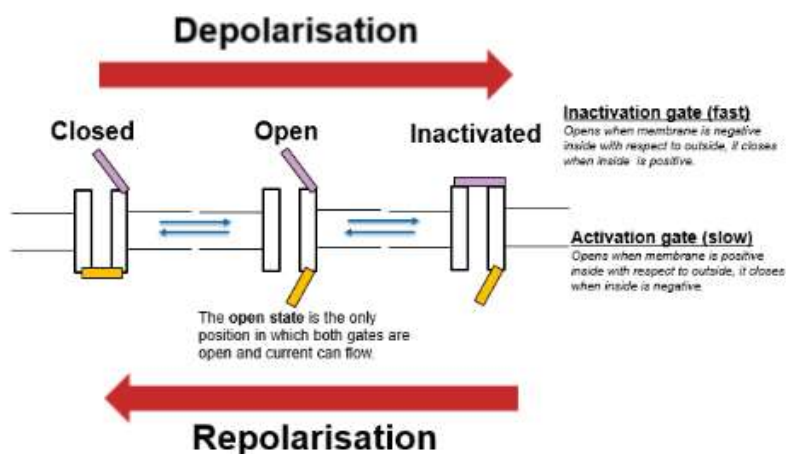 Depolarisation
Closed
Open
Inactivated
Inactivation gate (fast)
Opens when membrane is negative
inside with respect to outside, it closes
when inside is positive.
Activation gate (slow)
Opens when membrane is positive
inside with respect to outside, it closes
when inside is negative.
The open state is the only
position in which both gates are
open and current can flow.
Repolarisation